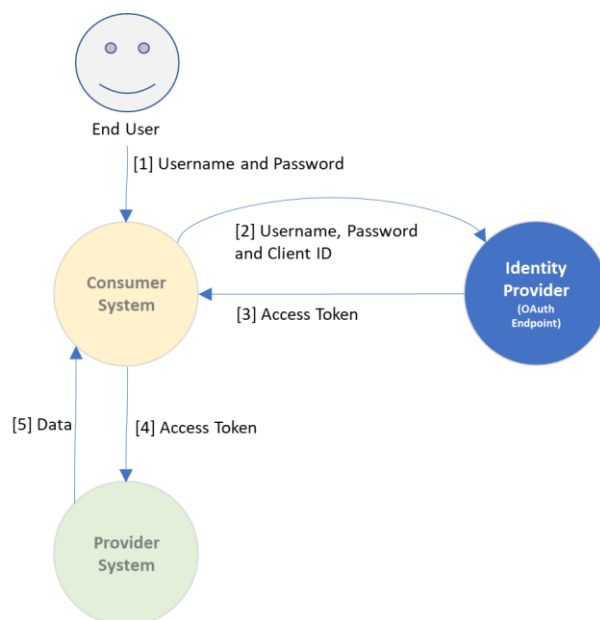 End User
[1] Username and Password
[2] Username, Password
and Client ID
Consumer
System
Identity
Provider
(OAuth
Endpoint)
[3] Access Token
[5] Data
[4] Access Token
Provider
System